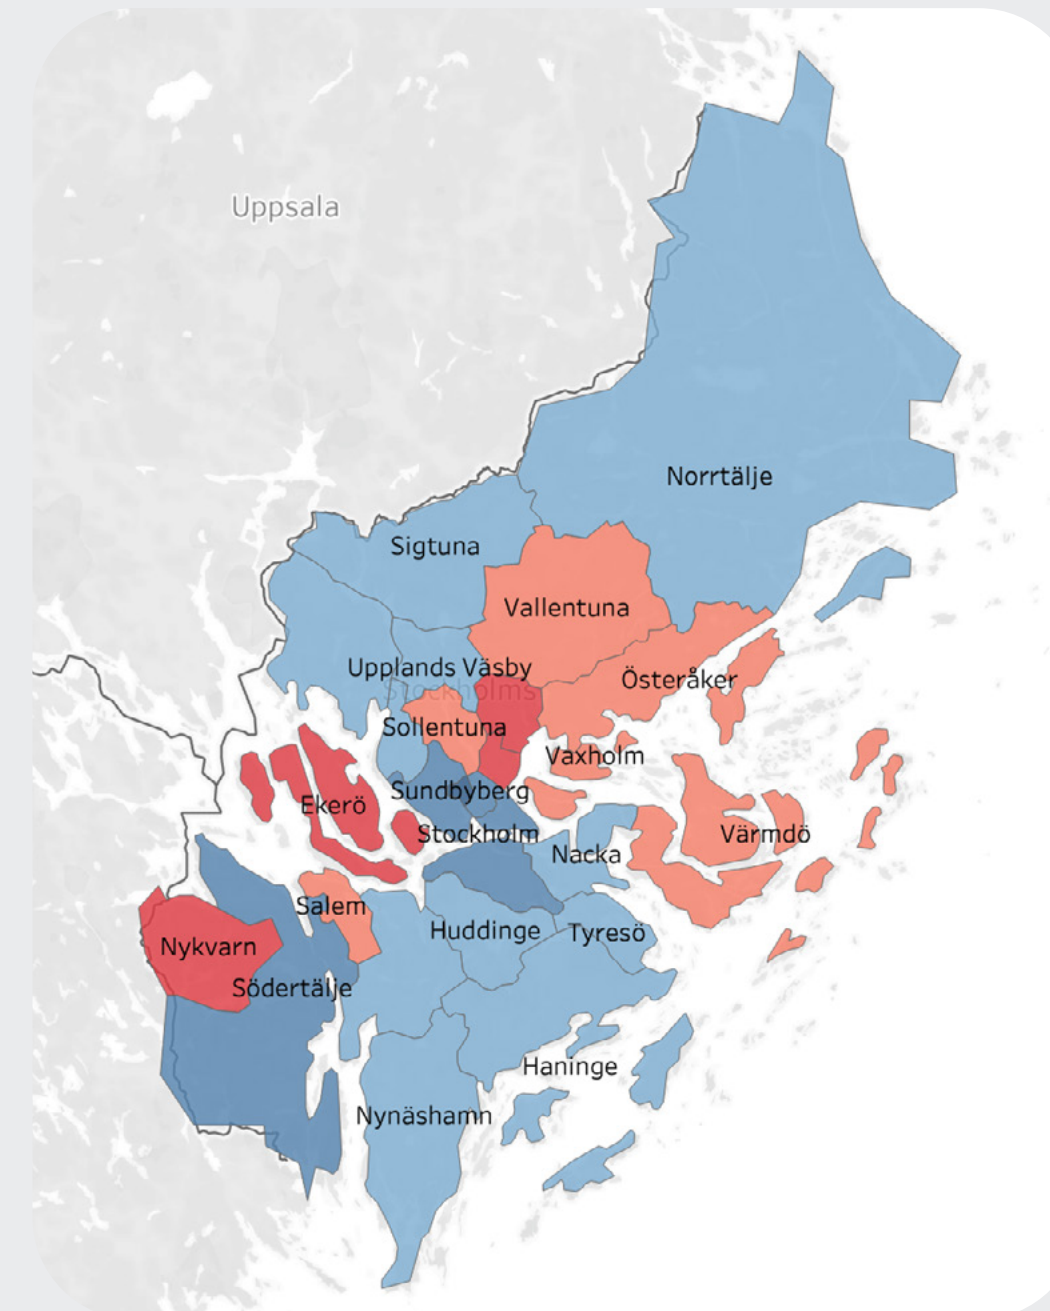 Uppsala
Norrtälje
Sigtuna
Vallentuna
Upplands Väsby
Österåker
Stockholms
Sollentuna
Vaxholm
Sundbyberg
Ekerö
Stockholm
Värmdö
Nacka
Salem
Huddinge
Tyresö
Nykvarn
Södertälje
Haninge
Nynäshamn